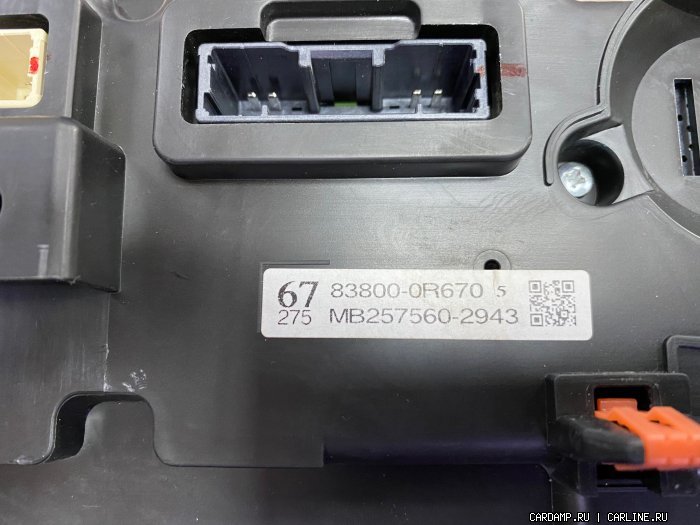 67 83800-0R670 5
275 MB257560-2943
CARDAMP.RU | CARLINE.RU